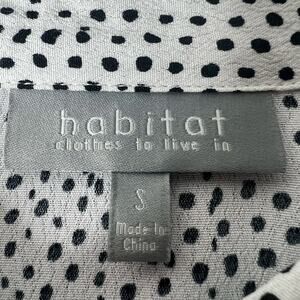 habitat
clothes to live in
S
Made In
China